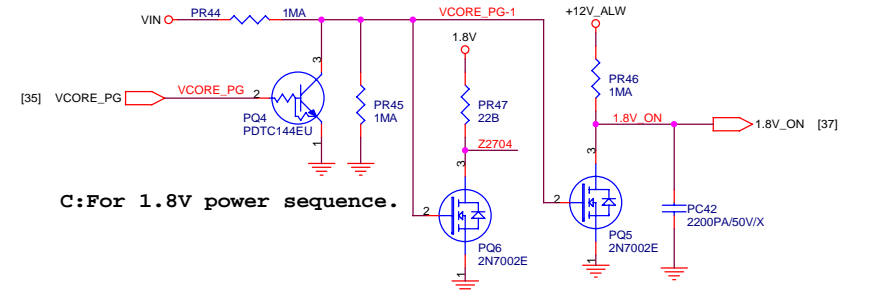 VIN PR44 1MA VCORE_PG-1 +12V_ALW
1.8V
3
[35] VCORE_PG VCORE_PG 2
PQ4
PDTC144EU
1
PR45
1MA
PR47
22B
PR46
1MA
Z2704
1.8V_ON
1.8V_ON [37]
3
3
C:For 1.8V power sequence.
2
2
PQ6
2N7002E
1
PQ5
2N7002E
1
PC42
2200PA/50V/X